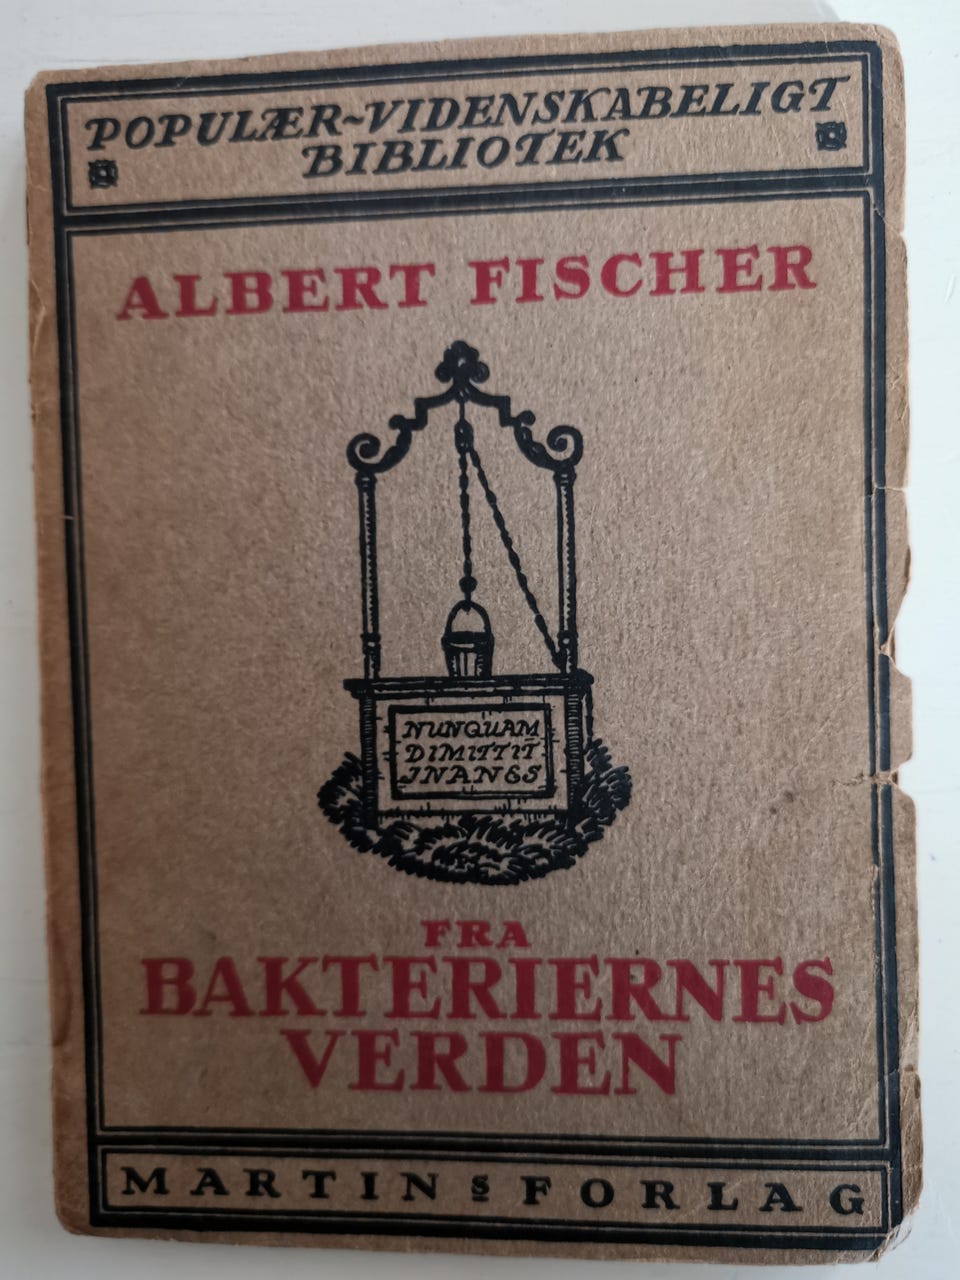 POPULÆR-VIDENSKABELIGT
BIBLIOTEK
ALBERT FISCHER
NUNQUAM
DIMITTIT
INANES
FRA
BAKTERIERNES
VERDEN
MARTINS FORLAG